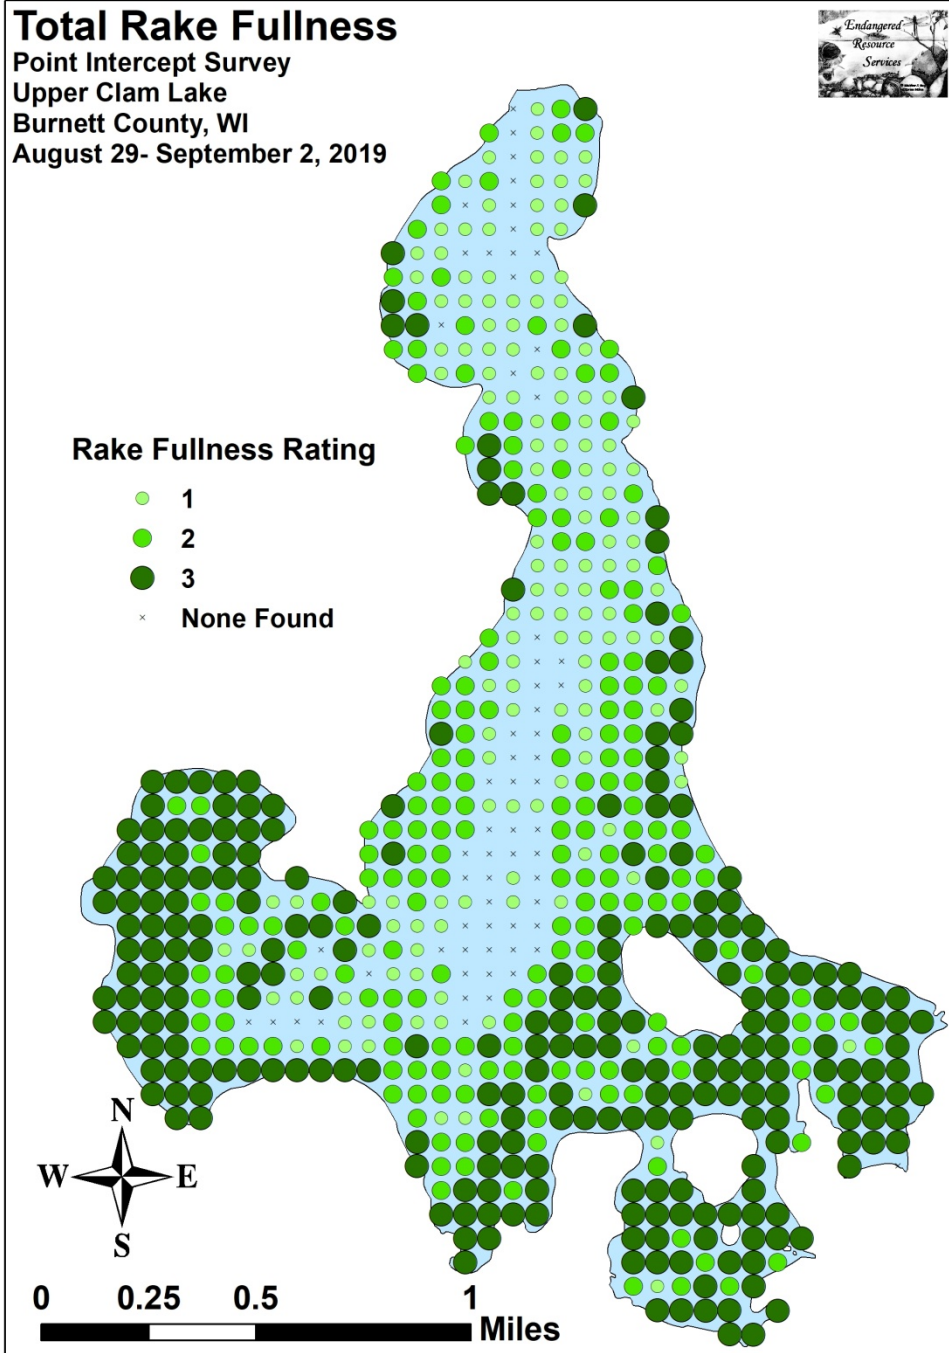 Total Rake Fullness
Point Intercept Survey
Upper Clam Lake
Burnett County, WI
August 29- September 2, 2019
Endangered
Resource
Services
Rake Fullness Rating
1
2
3
None Found
N
W E
S
0 0.25 0.5 1
Miles